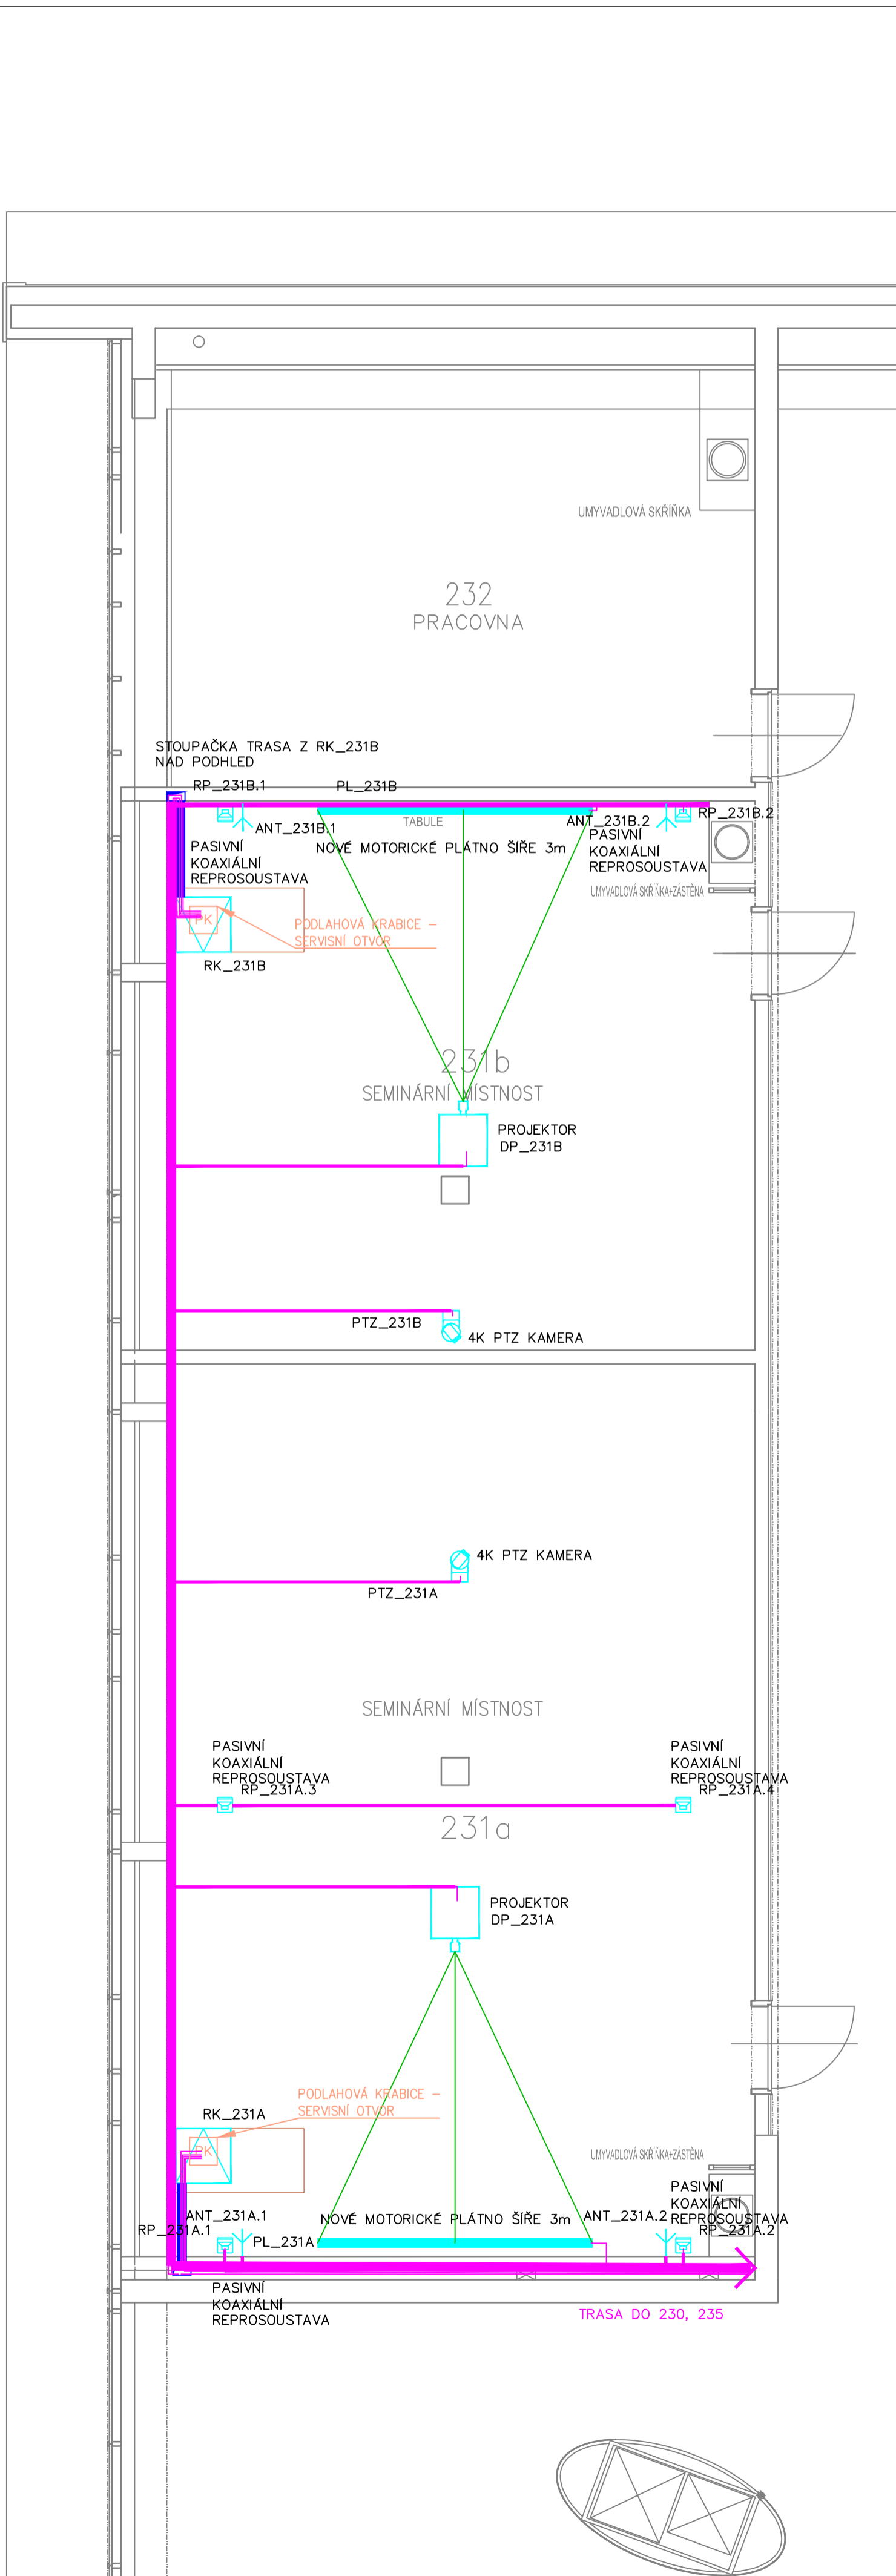 UMYVADLOVÁ SKŘÍŇKA
232
PRACOVNA
STOUPAČKA TRASA Z RK_231B
NAD PODHLED
RP_231B.1
PL_231B
RP_231B.2
TABULE
ANT_231B.1
ANT_231B.2
PASIVNÍ
KOAXIÁLNÍ
REPROSOUSTAVA
NOVÉ MOTORICKÉ PLÁTNO ŠÍŘE 3m
PASIVNÍ
KOAXIÁLNÍ
REPROSOUSTAVA
UMYVADLOVÁ SKŘÍŇKA+ZÁSTĚNA
PK
PODLAHOVÁ KRABICE –
SERVISNÍ OTVOR
RK_231B
231b
SEMINÁRNÍ MÍSTNOST
PROJEKTOR
DP_231B
PTZ_231B
4K PTZ KAMERA
4K PTZ KAMERA
PTZ_231A
SEMINÁRNÍ MÍSTNOST
PASIVNÍ
KOAXIÁLNÍ
REPROSOUSTAVA
RP_231A.3
PASIVNÍ
KOAXIÁLNÍ
REPROSOUSTAVA
RP_231A.4
231a
PROJEKTOR
DP_231A
PODLAHOVÁ KRABICE –
SERVISNÍ OTVOR
RK_231A
PK
UMYVADLOVÁ SKŘÍŇKA+ZÁSTĚNA
PASIVNÍ
KOAXIÁLNÍ
REPROSOUSTAVA
ANT_231A.1
NOVÉ MOTORICKÉ PLÁTNO ŠÍŘE 3m
ANT_231A.2
RP_231A.1
RP_231A.2
PL_231A
PASIVNÍ
KOAXIÁLNÍ
REPROSOUSTAVA
TRASA DO 230, 235